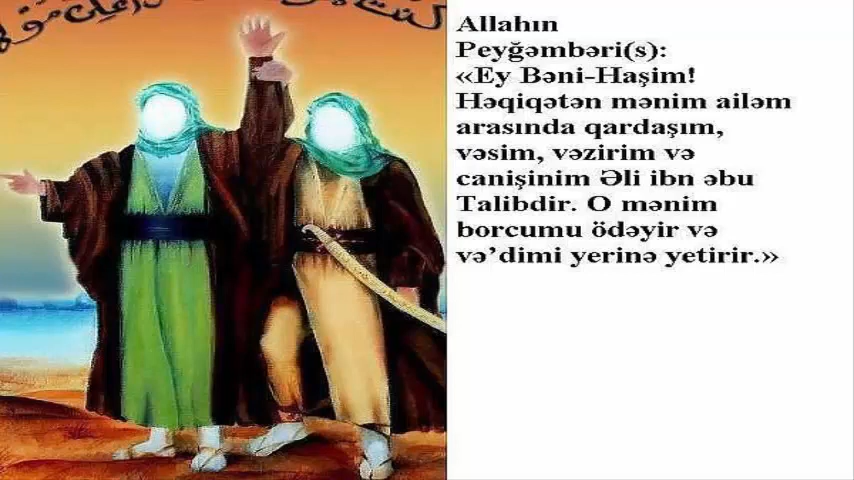 كنت
Allahın
Peyğəmbəri(s):
«Ey Bəni-Haşim!
Həqiqətən mənim ailəm
arasında qardaşım,
vəsim, vəzirim və
canişinim Əli ibn əbu
Talibdir. O mənim
borcumu ödəyir və
və’dimi yerinə yetirir.»